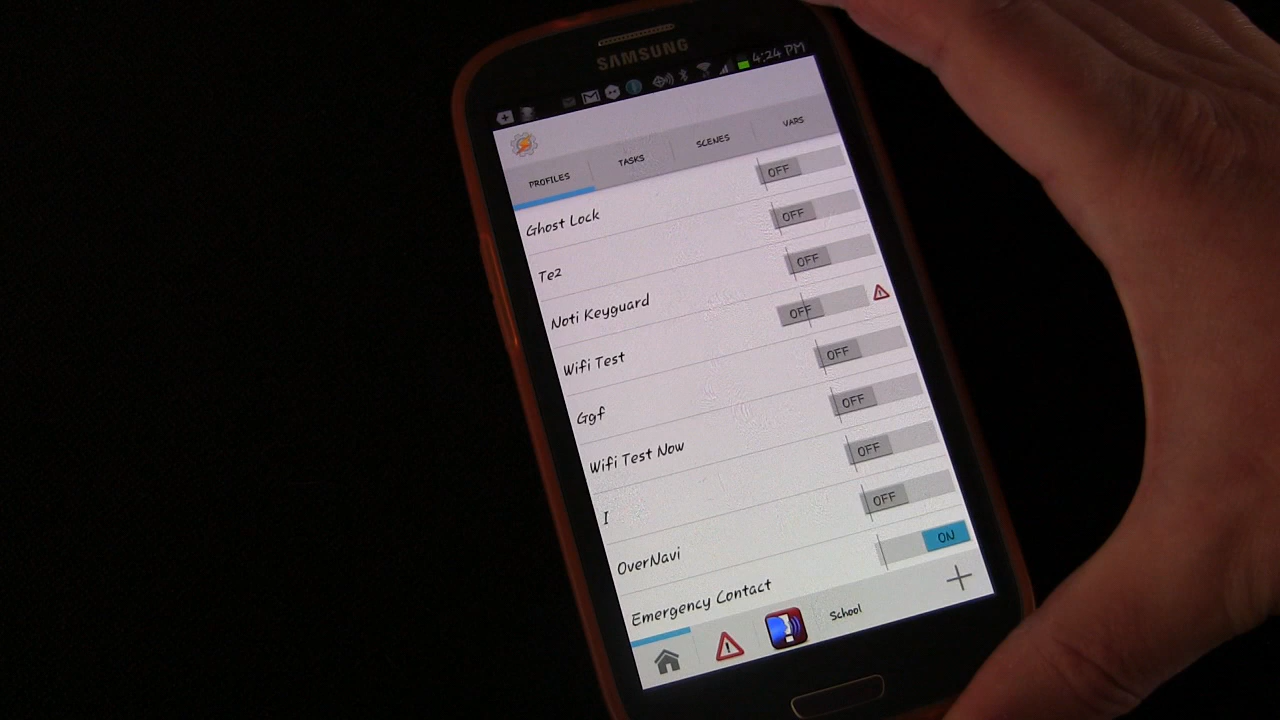 SAMSUNG
4:24 PM
PROFILES TASKS SCENES VARS
Ghost Lock OFF
Te2 OFF
Noti Keyguard OFF
Wifi Test OFF
Ggf OFF
Wifi Test Now OFF
I OFF
OverNavi OFF
Emergency Contact ON
School